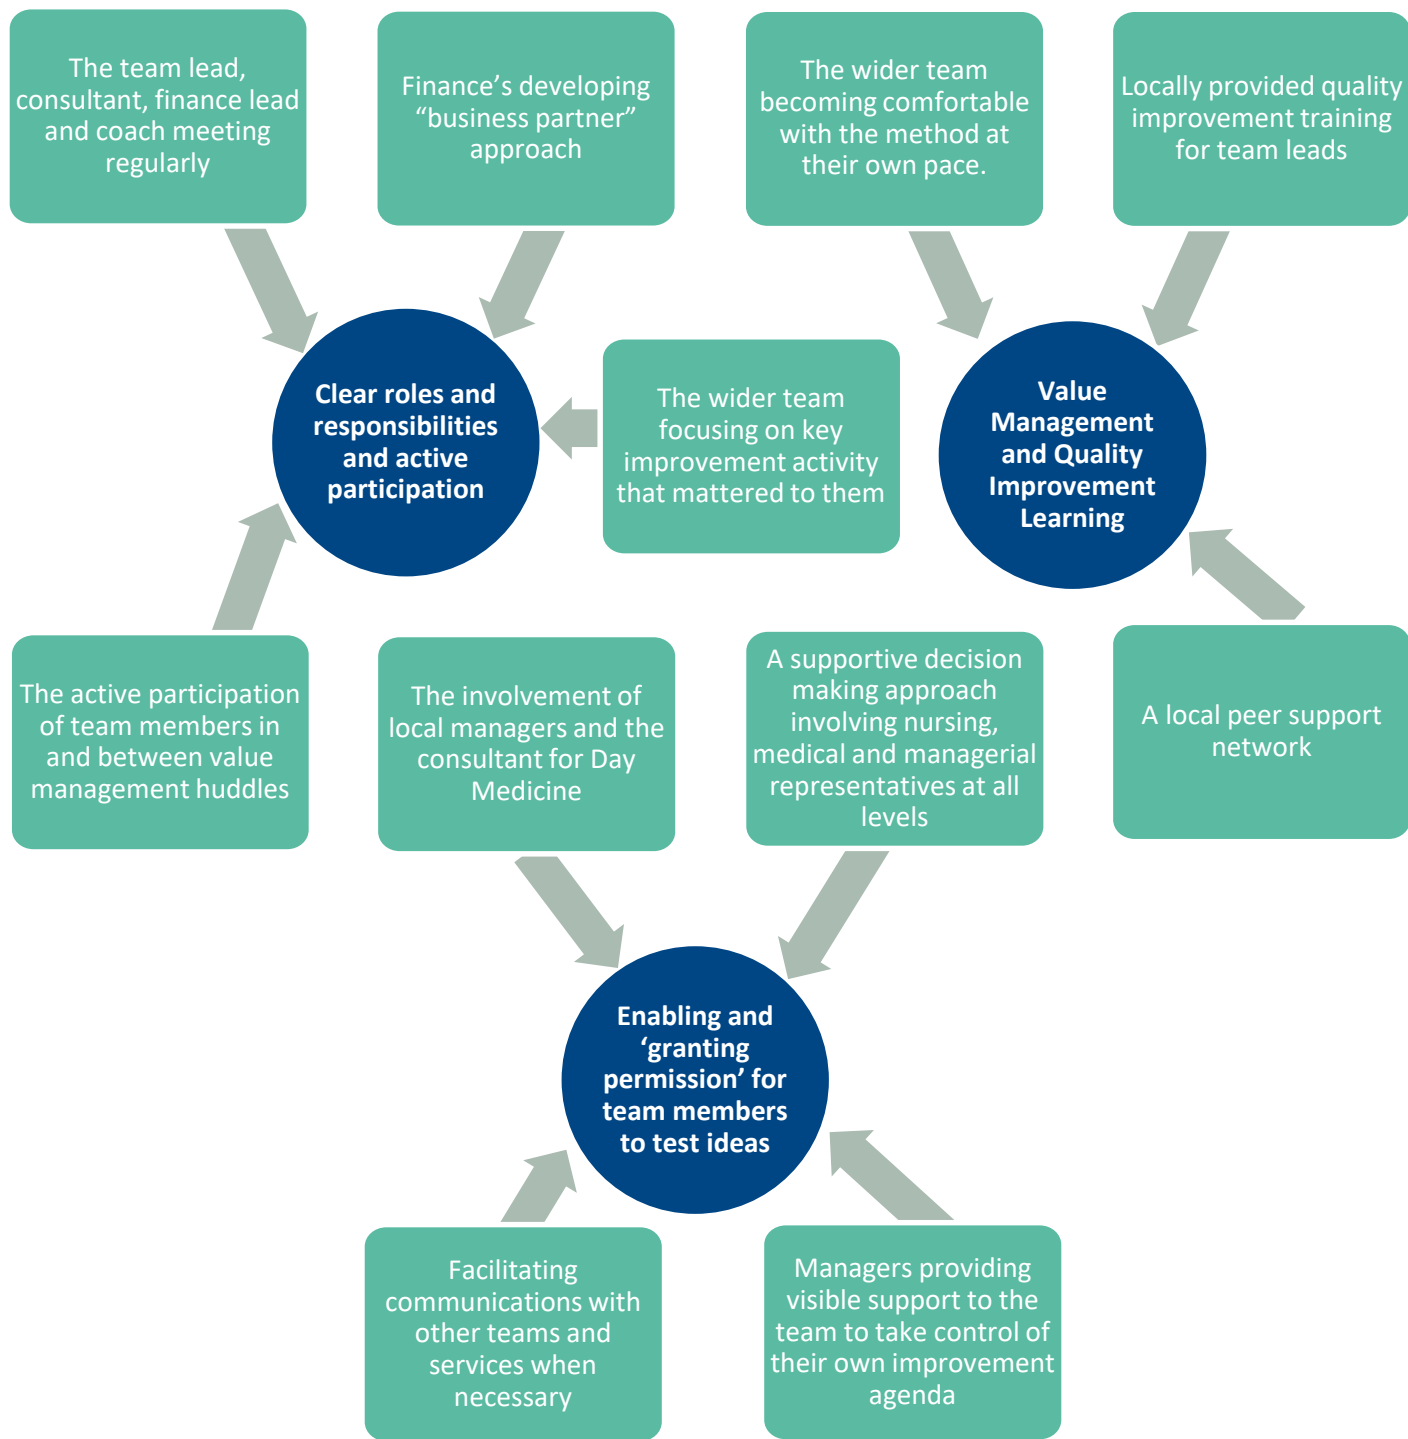 The team lead,
consultant, finance lead
and coach meeting
regularly
Finance’s developing
“business partner”
approach
The wider team
becoming comfortable
with the method at
their own pace.
Locally provided quality
improvement training
for team leads
Clear roles and
responsibilities
and active
participation
The wider team
focusing on key
improvement activity
that mattered to them
Value
Management
and Quality
Improvement
Learning
The active participation
of team members in
and between value
management huddles
The involvement of
local managers and the
consultant for Day
Medicine
A supportive decision
making approach
involving nursing,
medical and managerial
representatives at all
levels
A local peer support
network
Enabling and
‘granting
permission’ for
team members
to test ideas
Facilitating
communications with
other teams and
services when
necessary
Managers providing
visible support to the
team to take control of
their own improvement
agenda